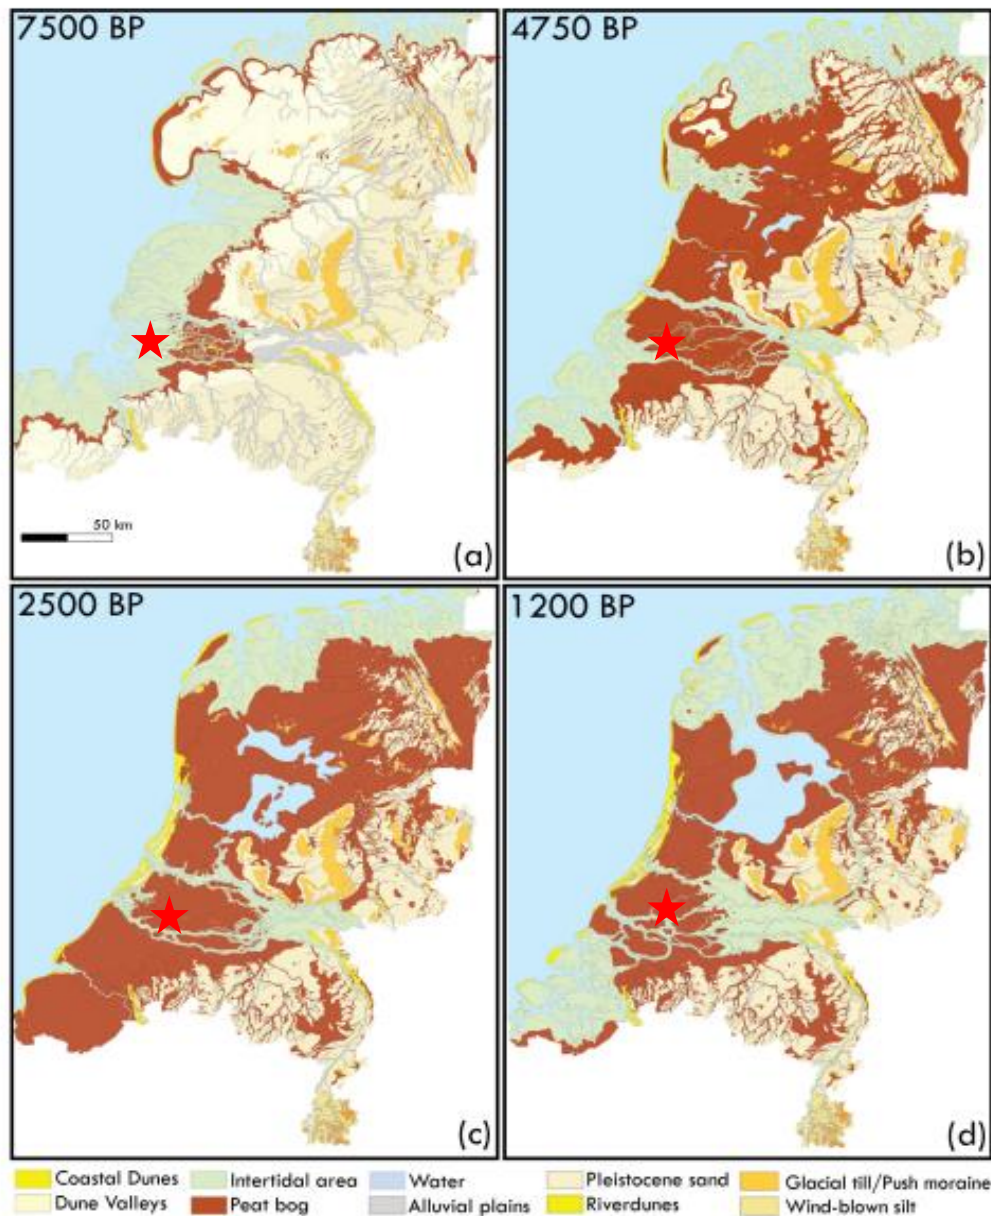 7500 BP
4750 BP
50 km
(a)
(b)
2500 BP
1200 BP
(c)
(d)
Coastal Dunes
Intertidal area
Water
Pleistocene sand
Glacial till/Push moraine
Dune Valleys
Peat bog
Alluvial plains
Riverdunes
Wind-blown silt